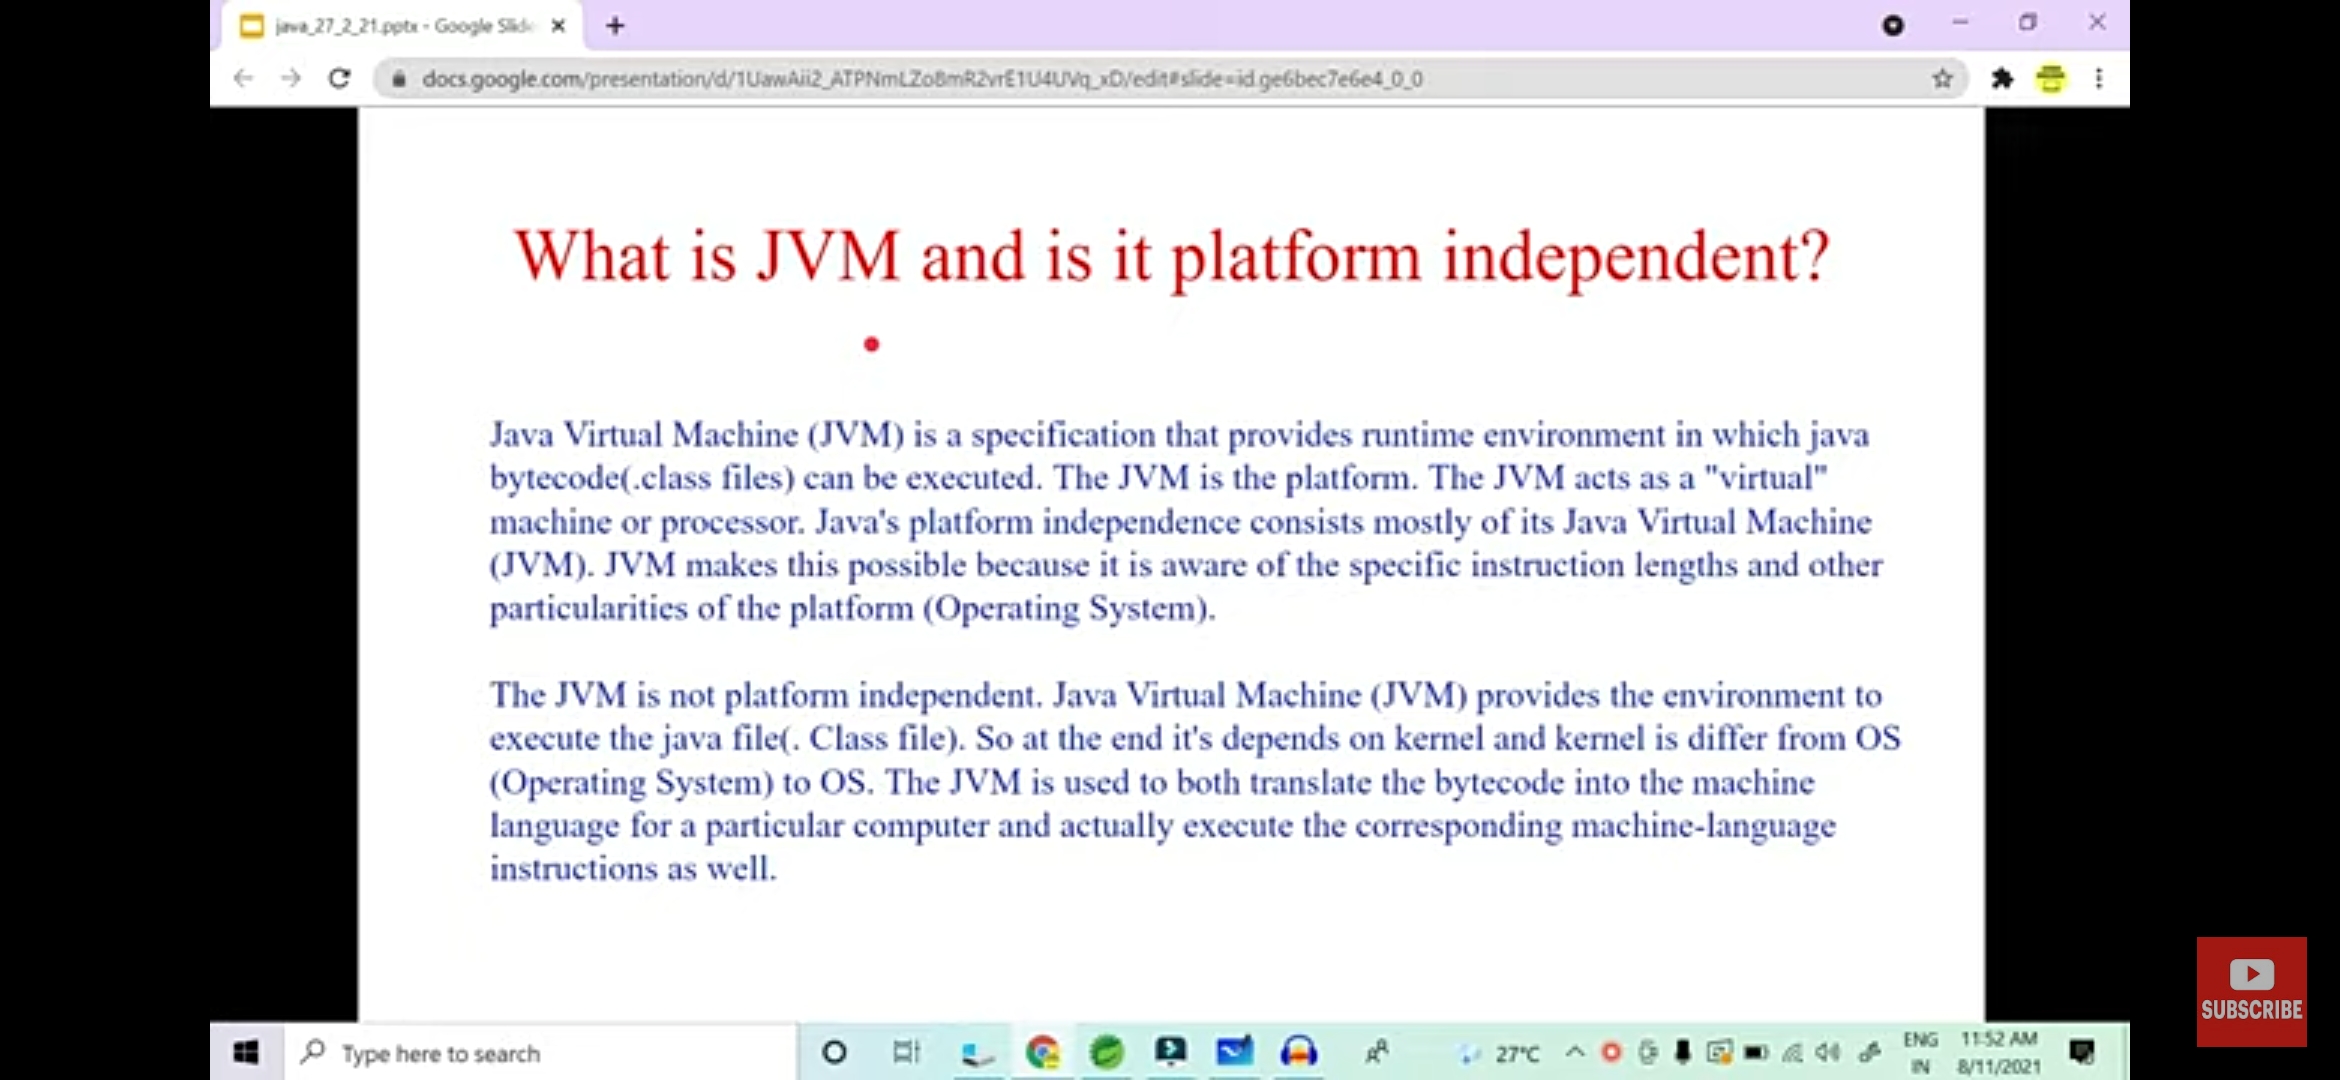 java_27_2_21.pptx - Google Slide
docs.google.com/presentation/d/1UawAii2_ATPNmLZo8mR2vrE1U4UVq_xD/edit#slide=id.ge6bec7e6e4_0_0
What is JVM and is it platform independent?
Java Virtual Machine (JVM) is a specification that provides runtime environment in which java
bytecode(.class files) can be executed. The JVM is the platform. The JVM acts as a "virtual"
machine or processor. Java's platform independence consists mostly of its Java Virtual Machine
(JVM). JVM makes this possible because it is aware of the specific instruction lengths and other
particularities of the platform (Operating System).
The JVM is not platform independent. Java Virtual Machine (JVM) provides the environment to
execute the java file(. Class file). So at the end it's depends on kernel and kernel is differ from OS
(Operating System) to OS. The JVM is used to both translate the bytecode into the machine
language for a particular computer and actually execute the corresponding machine-language
instructions as well.
SUBSCRIBE
Type here to search
27°C
ENG
IN
11:52 AM
8/11/2021